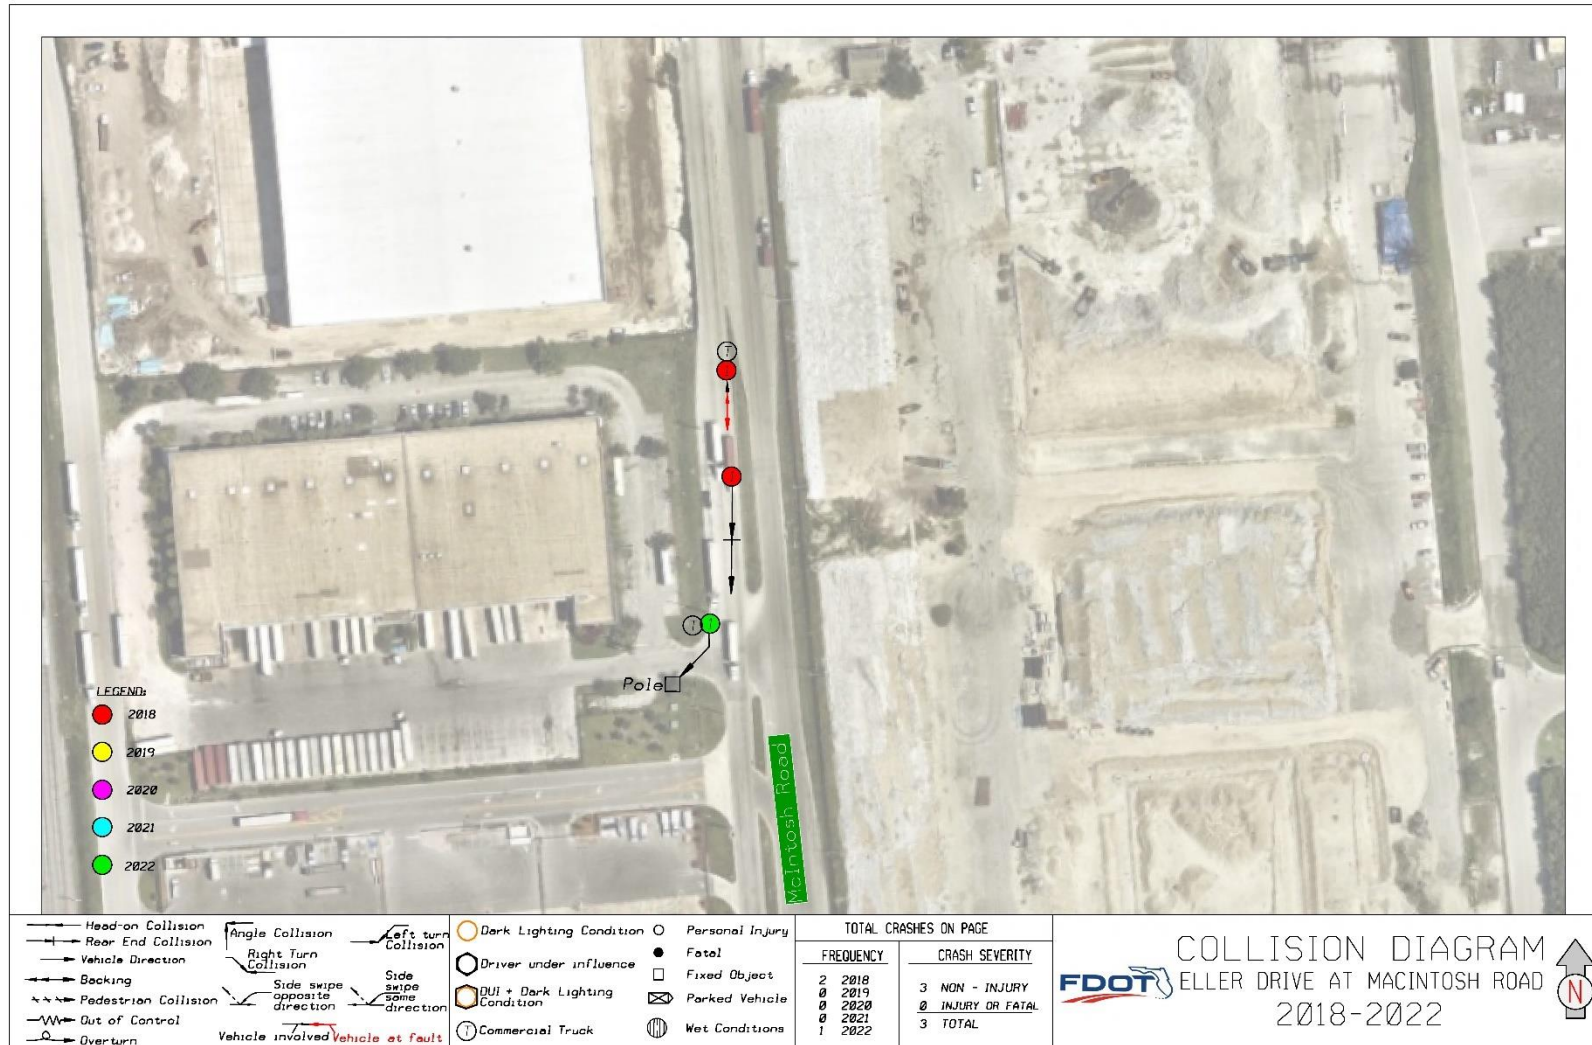 T
T
T
Pole
McIntosh Road
LEGEND:
2018
2019
2020
2021
2022
Head-on Collision
Rear End Collision
Vehicle Direction
Backing
Pedestrian Collision
Out of Control
Overturn
Angle Collision
Right Turn
Collision
Side swipe
opposite
direction
Vehicle involved Vehicle at fault
Left turn
Collision
Side
swipe
same
direction
Dark Lighting Condition
Driver under influence
DUI + Dark Lighting
Condition
T Commercial Truck
Personal Injury
Fatal
Fixed Object
Parked Vehicle
Wet Conditions
TOTAL CRASHES ON PAGE
FREQUENCY
2 2018
0 2019
0 2020
0 2021
1 2022
CRASH SEVERITY
3 NON - INJURY
0 INJURY OR FATAL
3 TOTAL
FDOT
COLLISION DIAGRAM
ELLER DRIVE AT MACINTOSH ROAD
2018-2022
N